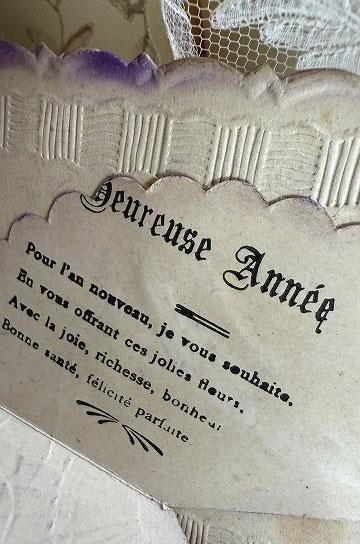 Heureuse Année
Pour l'an nouveau, je vous souhaite,
En vous offrant ces jolies fleurs,
Avec la joie, richesse, bonheur
Bonne santé, félicité parfaite.